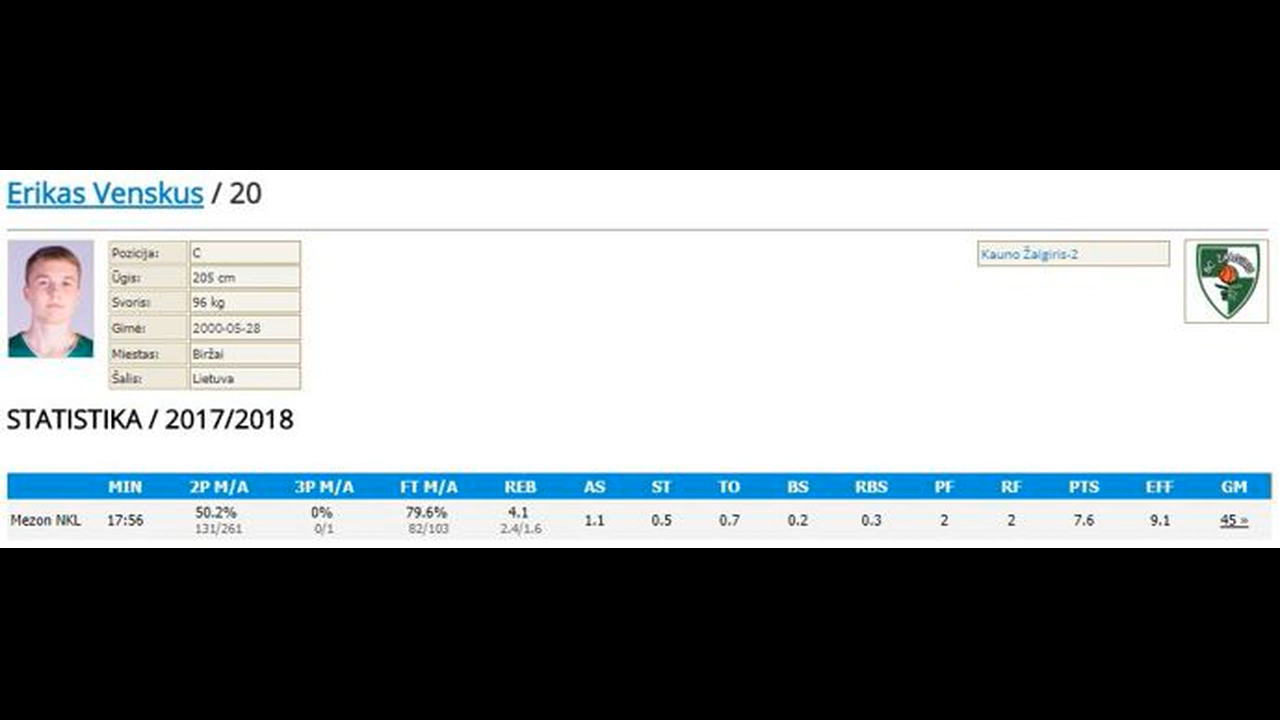 Erikas Venskus / 20
Pozicija: C
Ūgis: 205 cm
Svoris: 96 kg
Gimė: 2000-05-28
Miestas: Biržai
Šalis: Lietuva
Kauno Žalgiris-2
STATISTIKA / 2017/2018
MIN 2P M/A 3P M/A FT M/A REB AS ST TO BS RBS PF RF PTS EFF GM
Mezon NKL 17:56 50.2% 0% 79.6% 4.1 1.1 0.5 0.7 0.2 0.3 2 2 7.6 9.1 45 »
131/261 0/1 82/103 2.4/1.6